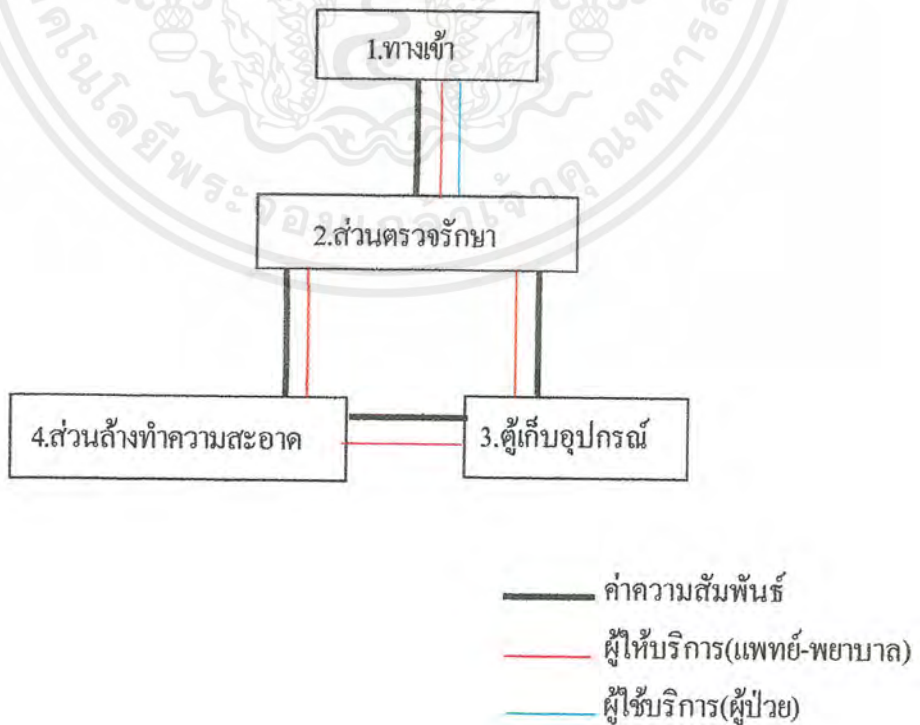 1.ทางเข้า
2.ส่วนตรวจรักษา
4.ส่วนล้างทำความสะอาด
3.ตู้เก็บอุปกรณ์
ค่าความสัมพันธ์
ผู้ให้บริการ(แพทย์-พยาบาล)
ผู้ใช้บริการ(ผู้ป่วย)